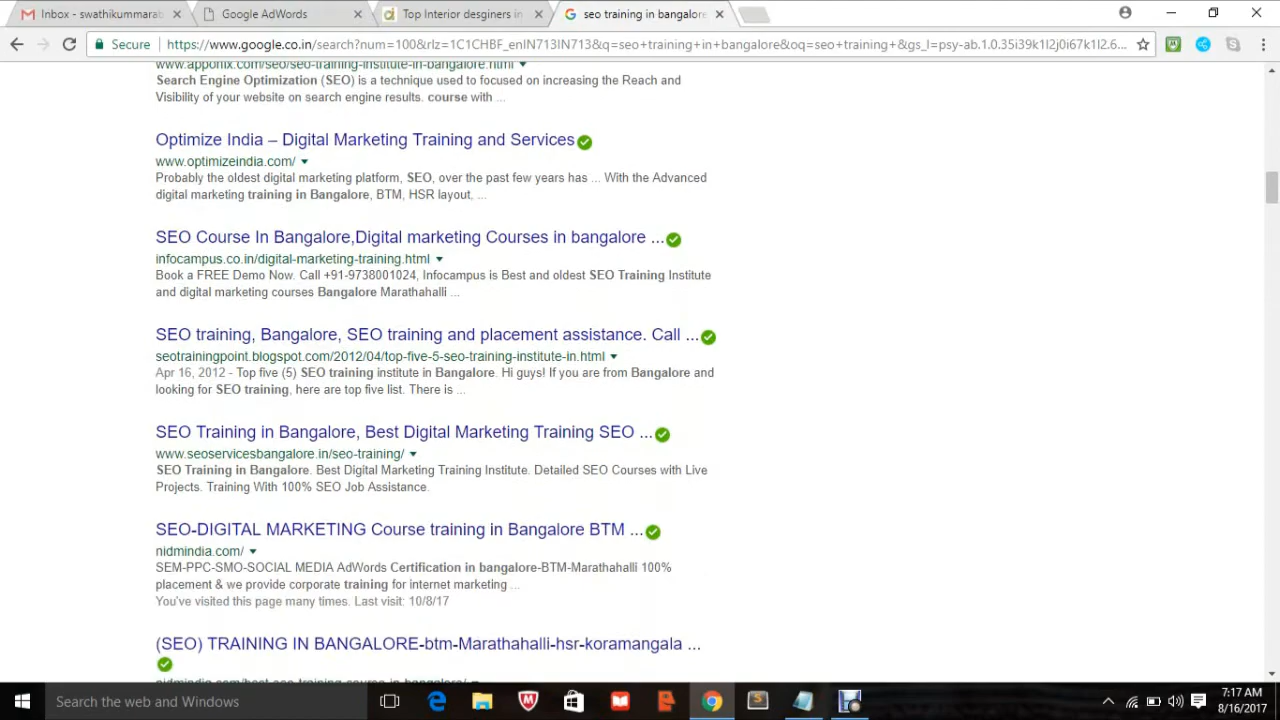 Inbox - swathikummarab
Google AdWords
Top Interior desginers in
seo training in bangalore
Secure
https://www.google.co.in/search?num=100&rlz=1C1CHBF_enIN713IN713&q=seo+training+in+bangalore&oq=seo+training+&gs_l=psy-ab.1.0.35i39k1l2j0i67k1l2.6...
www.apponix.com/seo/seo-training-institute-in-bangalore.html
Search Engine Optimization (SEO) is a technique used to focused on increasing the Reach and
Visibility of your website on search engine results. course with ...
Optimize India – Digital Marketing Training and Services
www.optimizeindia.com/
Probably the oldest digital marketing platform, SEO, over the past few years has ... With the Advanced
digital marketing training in Bangalore, BTM, HSR layout, ...
SEO Course In Bangalore,Digital marketing Courses in bangalore ...
infocampus.co.in/digital-marketing-training.html
Book a FREE Demo Now. Call +91-9738001024, Infocampus is Best and oldest SEO Training Institute
and digital marketing courses Bangalore Marathahalli ...
SEO training, Bangalore, SEO training and placement assistance. Call ...
seotrainingpoint.blogspot.com/2012/04/top-five-5-seo-training-institute-in.html
Apr 16, 2012 - Top five (5) SEO training institute in Bangalore. Hi guys! If you are from Bangalore and
looking for SEO training, here are top five list. There is ...
SEO Training in Bangalore, Best Digital Marketing Training SEO ...
www.seoservicesbangalore.in/seo-training/
SEO Training in Bangalore. Best Digital Marketing Training Institute. Detailed SEO Courses with Live
Projects. Training With 100% SEO Job Assistance.
SEO-DIGITAL MARKETING Course training in Bangalore BTM ...
nidmindia.com/
SEM-PPC-SMO-SOCIAL MEDIA AdWords Certification in bangalore-BTM-Marathahalli 100%
placement & we provide corporate training for internet marketing ...
You've visited this page many times. Last visit: 10/8/17
(SEO) TRAINING IN BANGALORE-btm-Marathahalli-hsr-koramangala ...
nidmindia.com/best-seo-training-course-in-bangalore/
Search the web and Windows
7:17 AM
8/16/2017